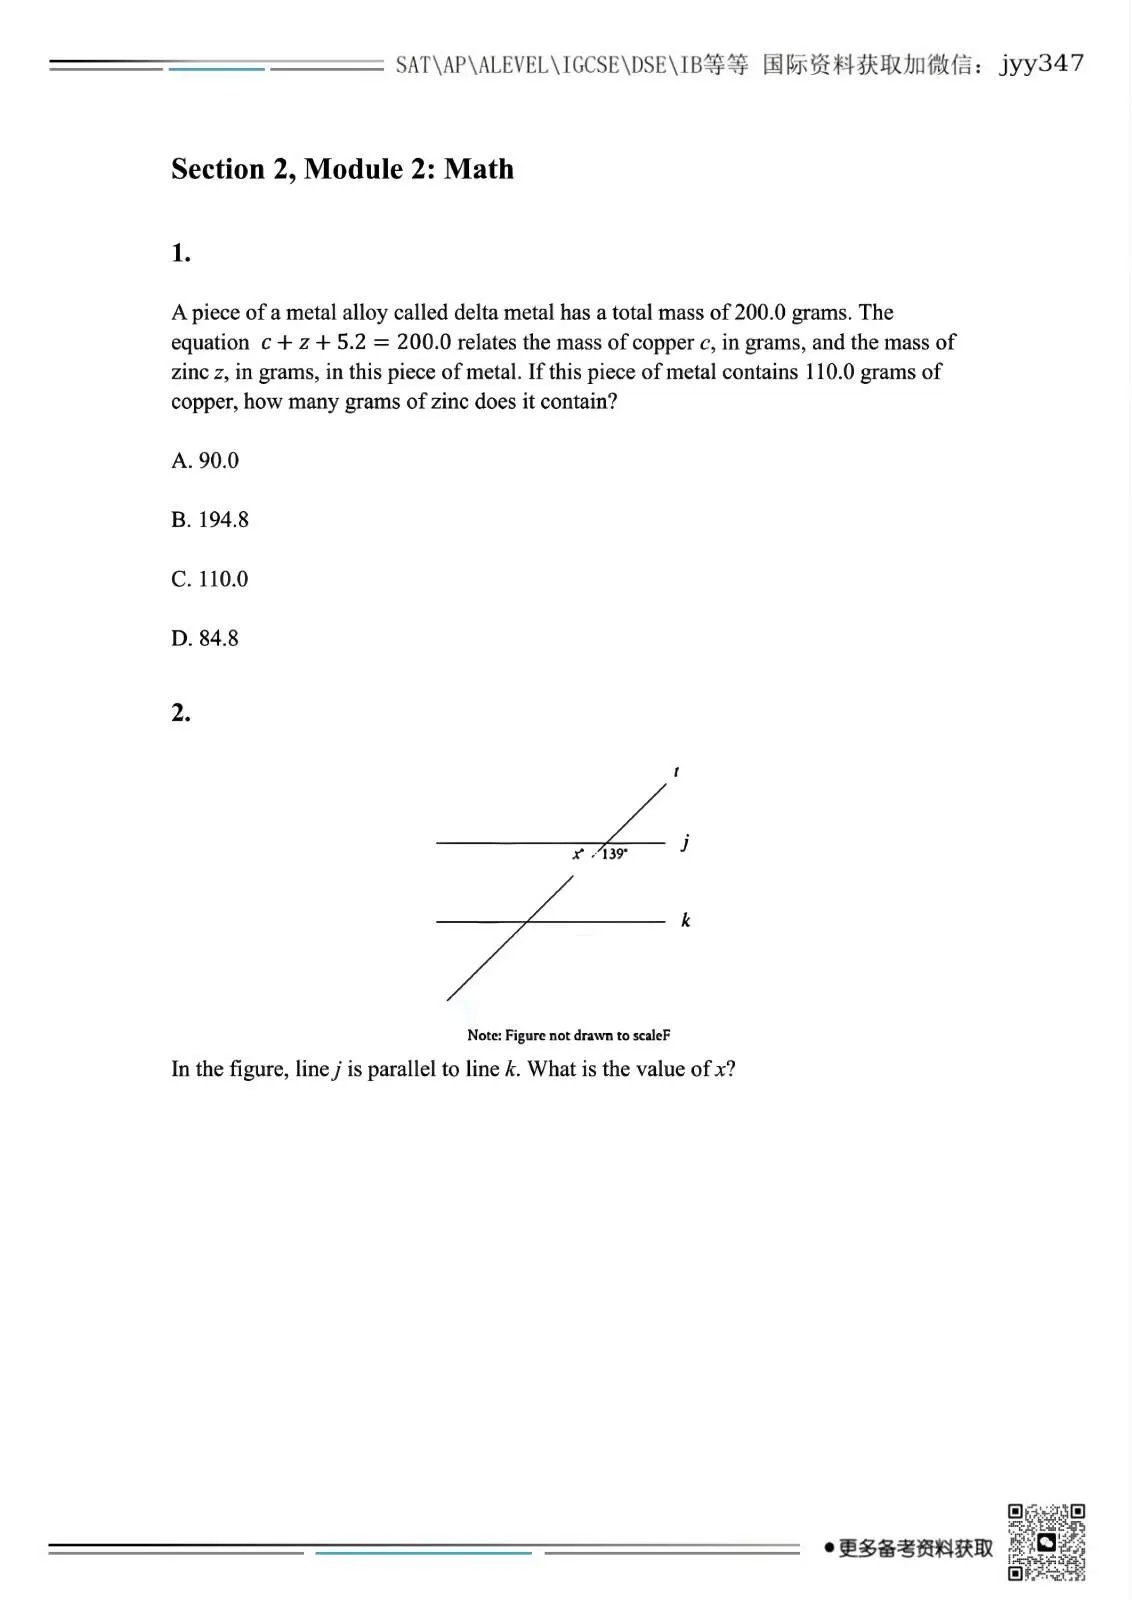 SAT\AP\ALEVEL\IGCSE\DSE\IB等等 国际资料获取加微信：jyy347
Section 2, Module 2: Math
1.
A piece of a metal alloy called delta metal has a total mass of 200.0 grams. The
equation c + z + 5.2 = 200.0 relates the mass of copper c, in grams, and the mass of
zinc z, in grams, in this piece of metal. If this piece of metal contains 110.0 grams of
copper, how many grams of zinc does it contain?
A. 90.0
B. 194.8
C. 110.0
D. 84.8
2.
t
j
x° 139°
k
Note: Figure not drawn to scaleF
In the figure, line j is parallel to line k. What is the value of x?
•更多备考资料获取